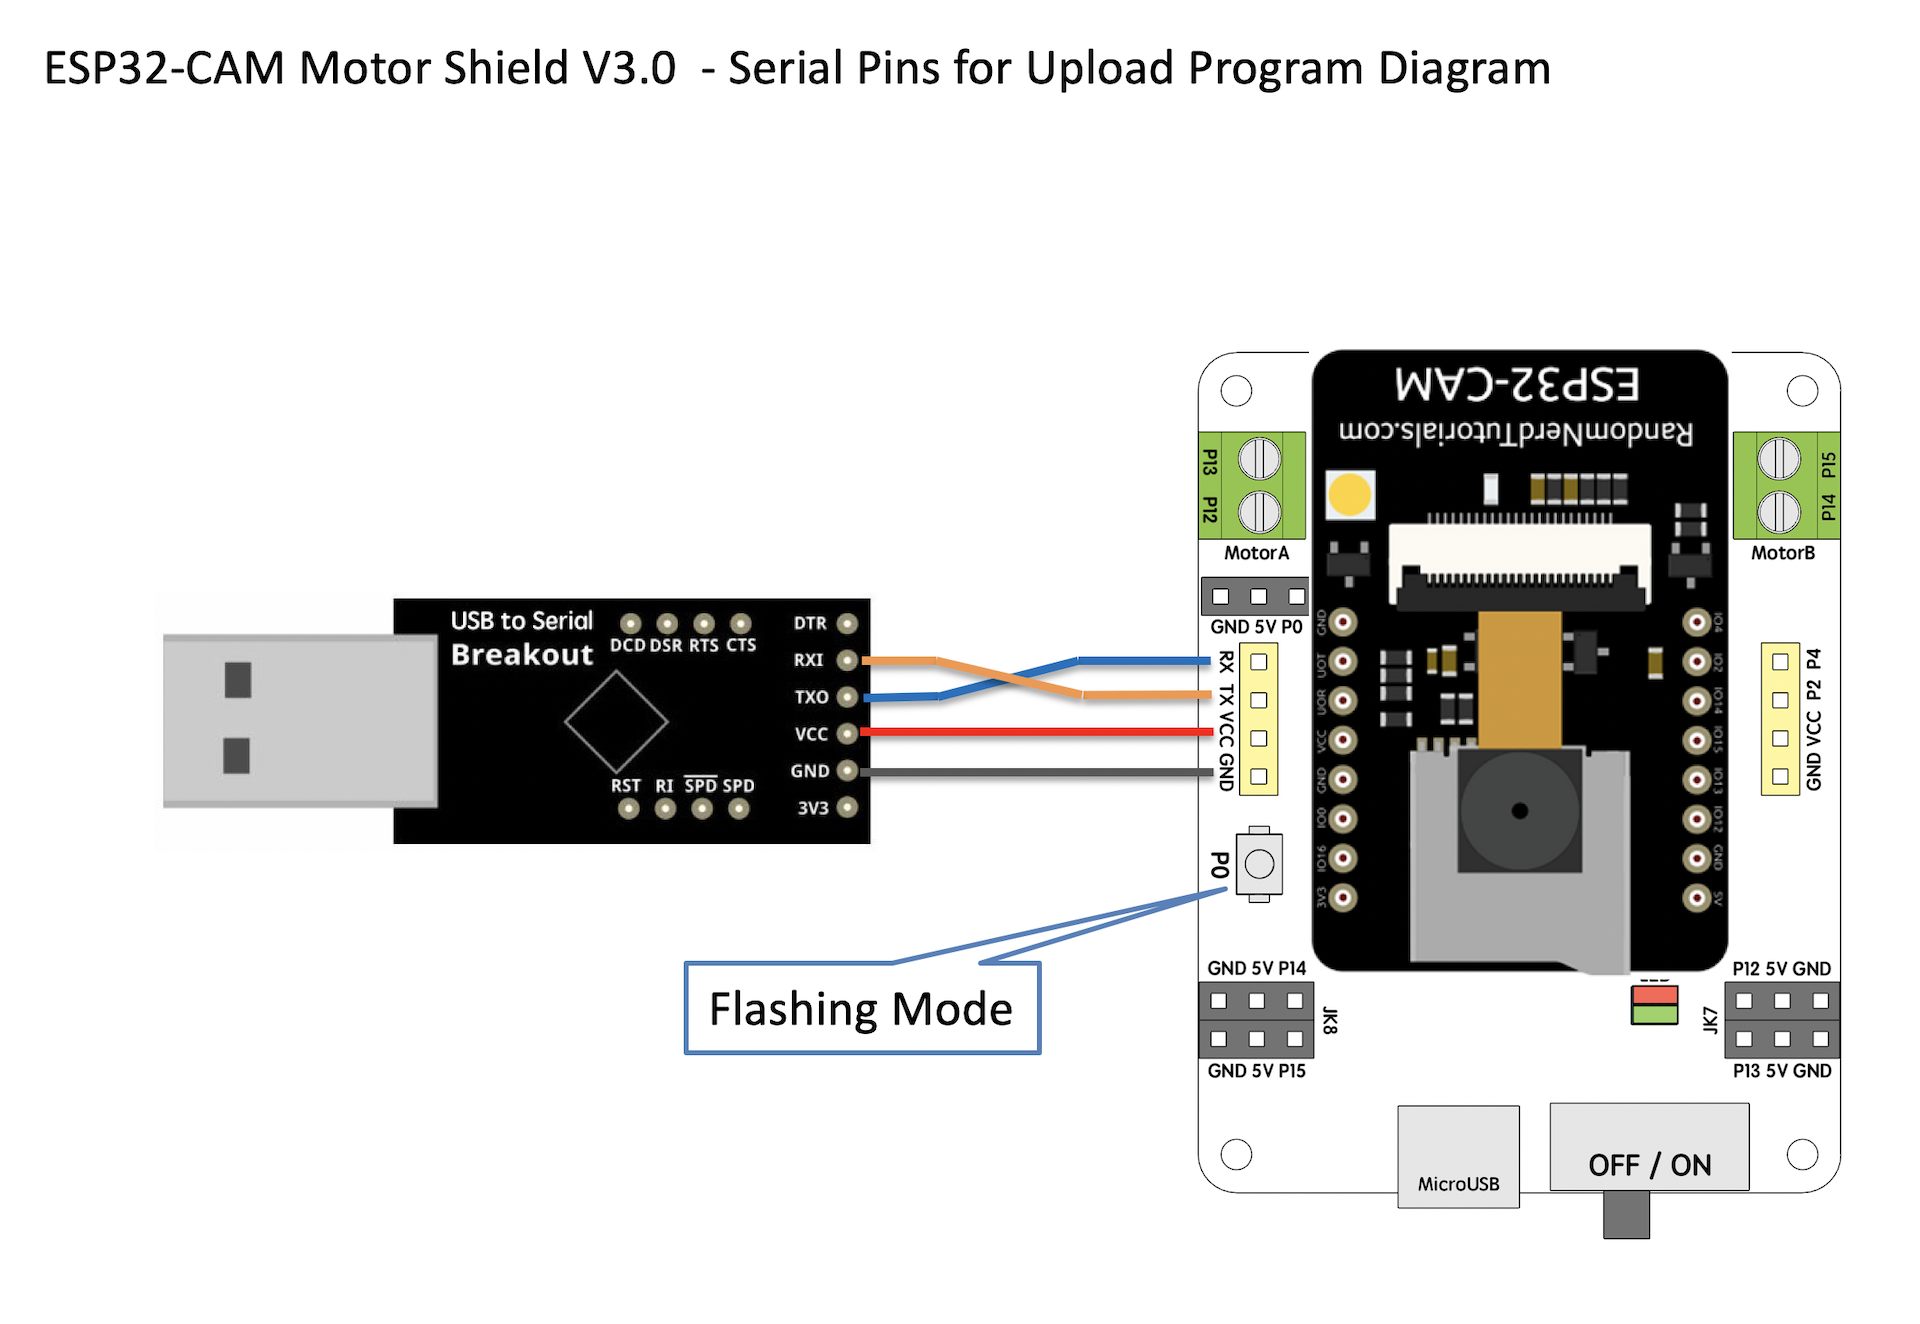 ESP32-CAM Motor Shield V3.0  - Serial Pins for Upload Program Diagram
ESP32-CAM
RandomNerdTutorials.com
P13
P12
MotorA
P15
P14
MotorB
GND 5V P0
USB to Serial
Breakout
DCD DSR RTS CTS
DTR
RXI
TXO
VCC
GND
3V3
RST RI SPD SPD
RX TX VCC GND
GND
UOT
UOR
VCC
GND
IO0
IO16
3V3
IO4
IO2
IO14
IO15
IO13
IO12
GND
5V
GND VCC P2 P4
P0
Flashing Mode
GND 5V P14
JK8
GND 5V P15
P12 5V GND
JK7
P13 5V GND
MicroUSB
OFF / ON